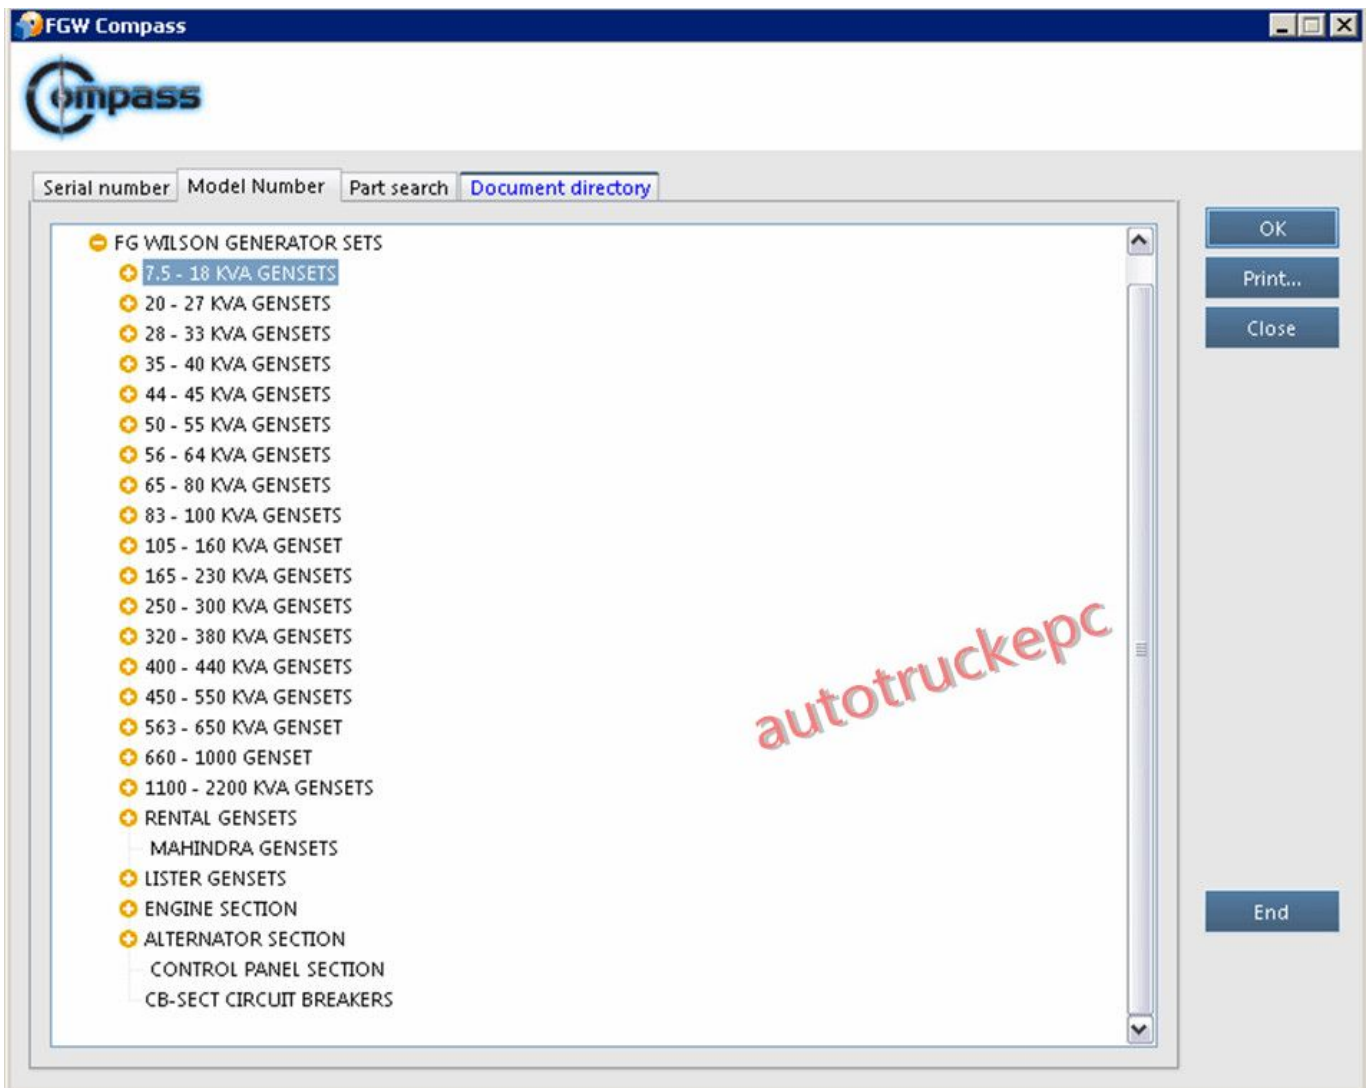 FGW Compass
Compass
Serial number Model Number Part search Document directory
FG WILSON GENERATOR SETS
7.5 - 18 KVA GENSETS
20 - 27 KVA GENSETS
28 - 33 KVA GENSETS
35 - 40 KVA GENSETS
44 - 45 KVA GENSETS
50 - 55 KVA GENSETS
56 - 64 KVA GENSETS
65 - 80 KVA GENSETS
83 - 100 KVA GENSETS
105 - 160 KVA GENSET
165 - 230 KVA GENSETS
250 - 300 KVA GENSETS
320 - 380 KVA GENSETS
400 - 440 KVA GENSETS
450 - 550 KVA GENSETS
563 - 650 KVA GENSET
660 - 1000 GENSET
1100 - 2200 KVA GENSETS
RENTAL GENSETS
MAHINDRA GENSETS
LISTER GENSETS
ENGINE SECTION
ALTERNATOR SECTION
CONTROL PANEL SECTION
CB-SECT CIRCUIT BREAKERS
autotruckepc
OK
Print...
Close
End